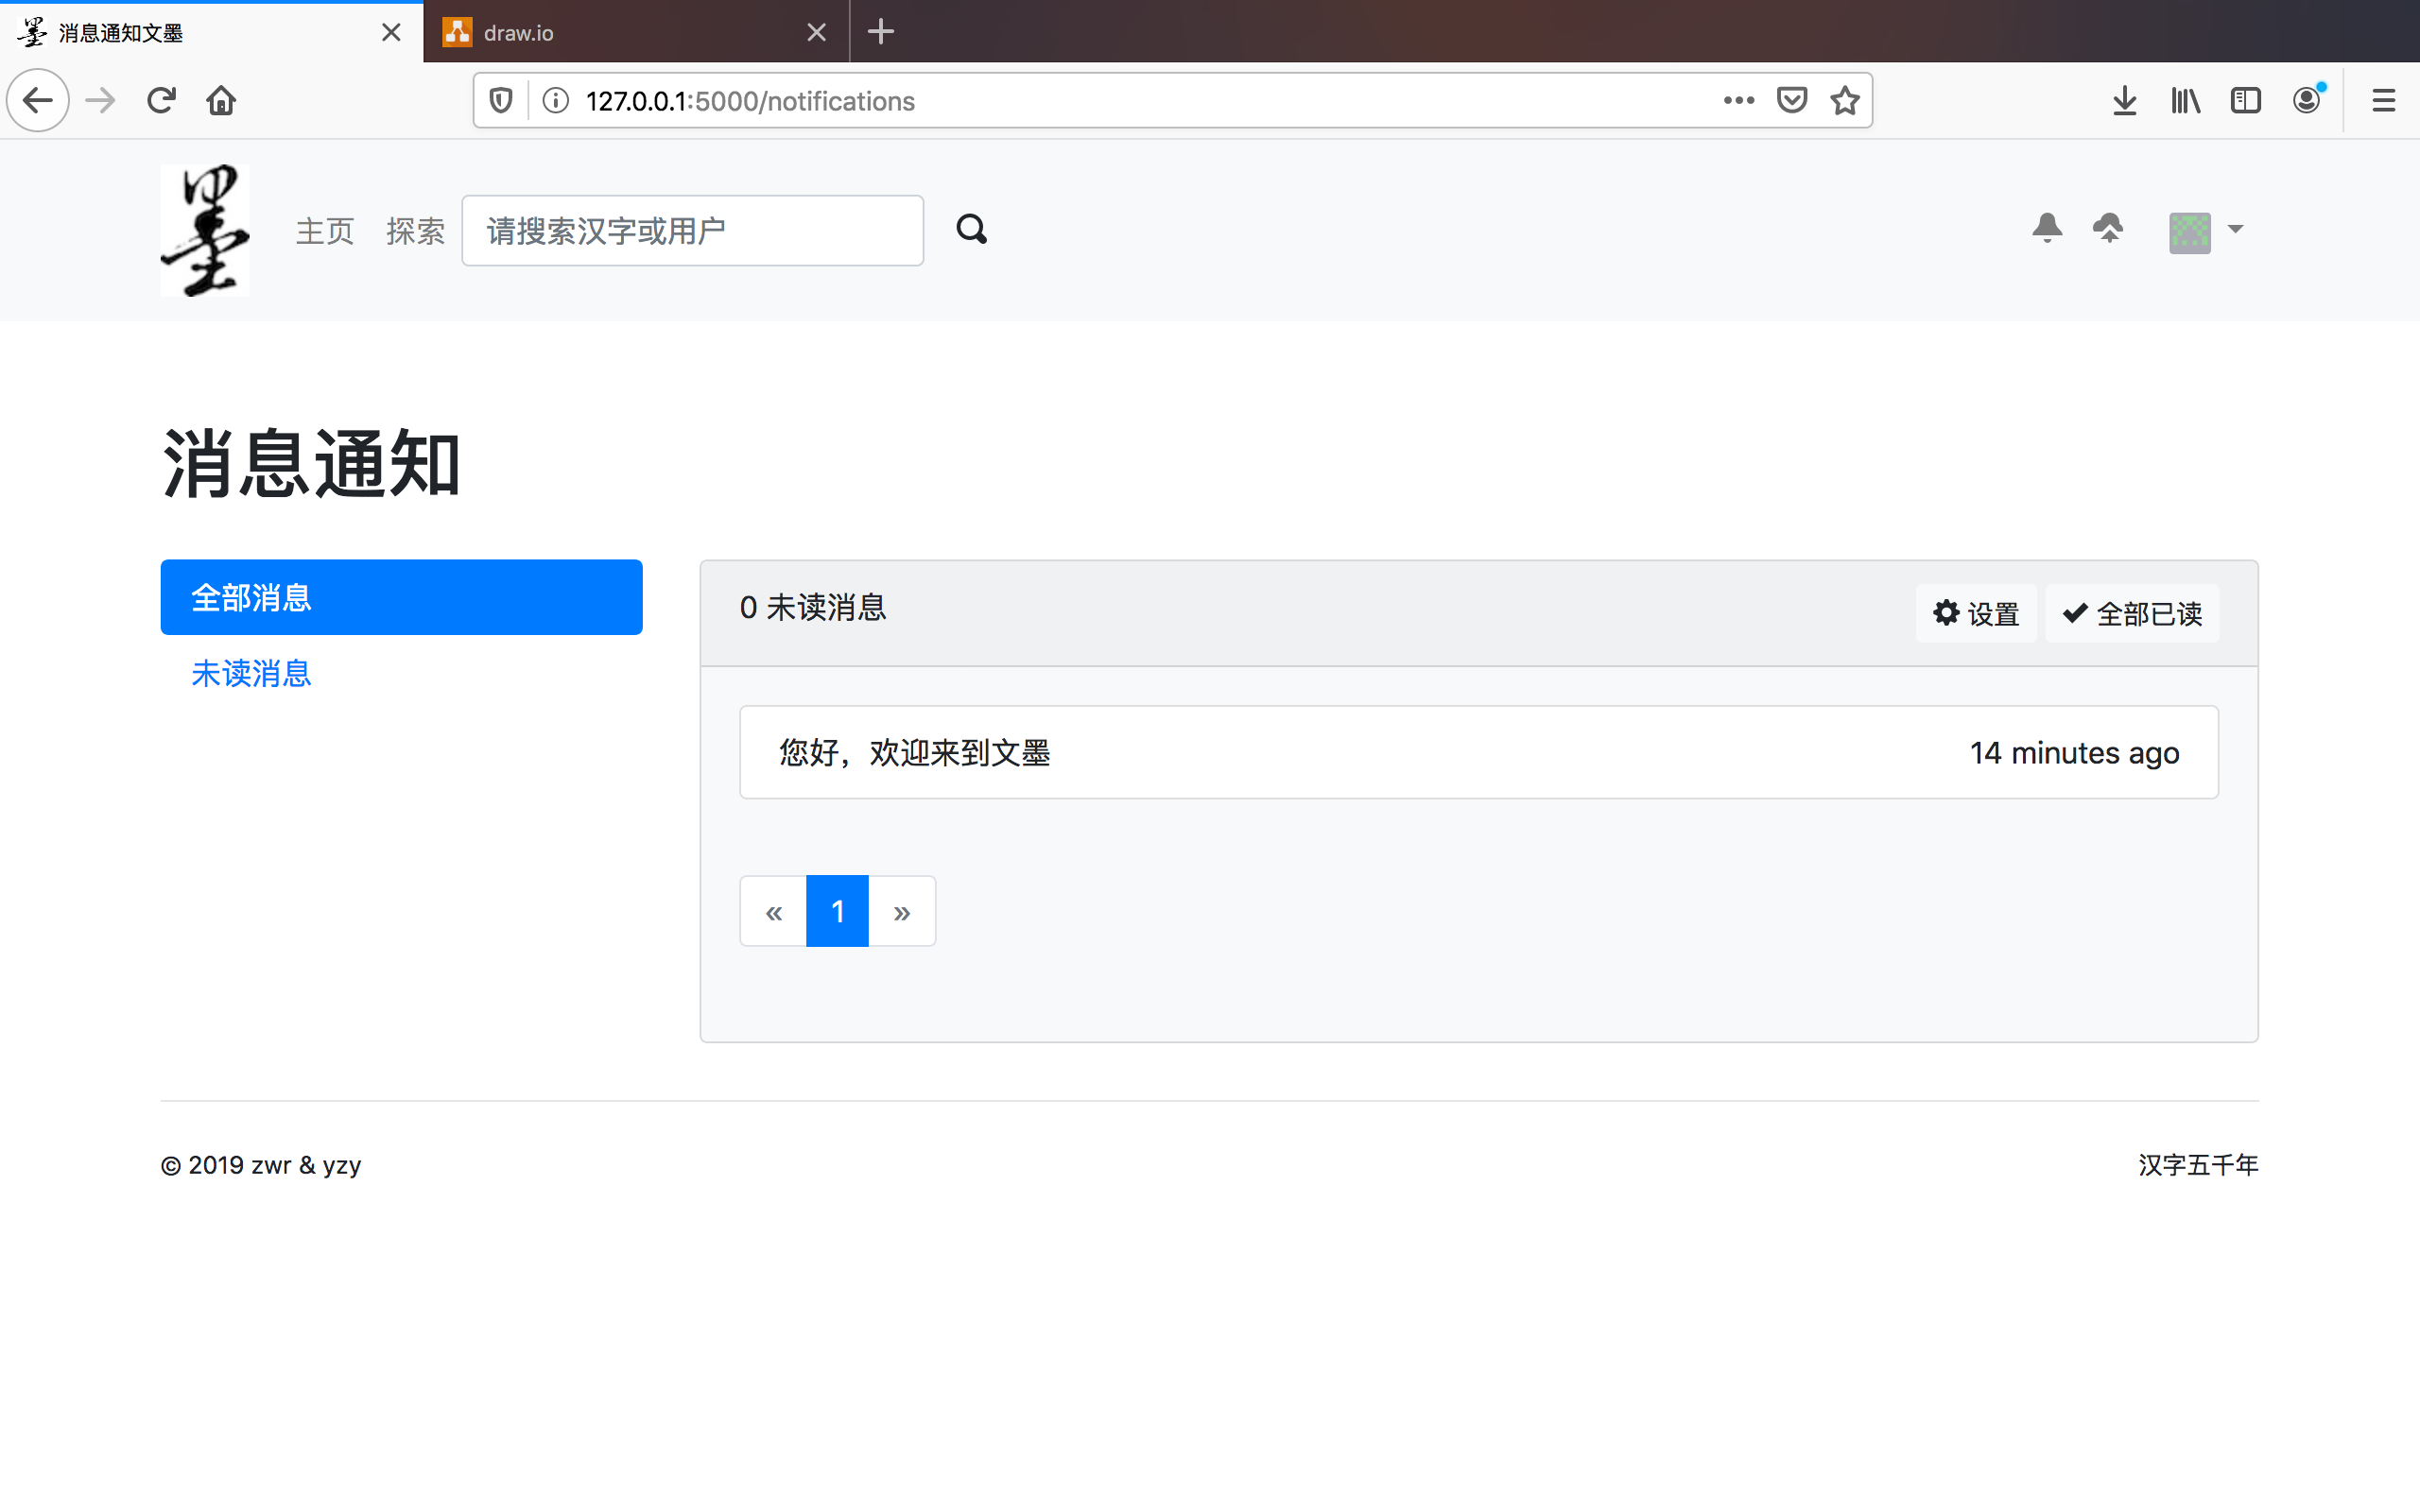 消息通知文墨
draw.io
127.0.0.1:5000/notifications
墨
主页 探索 请搜索汉字或用户
消息通知
全部消息
未读消息
0 未读消息
设置 全部已读
您好，欢迎来到文墨 14 minutes ago
« 1 »
© 2019 zwr & yzy 汉字五千年